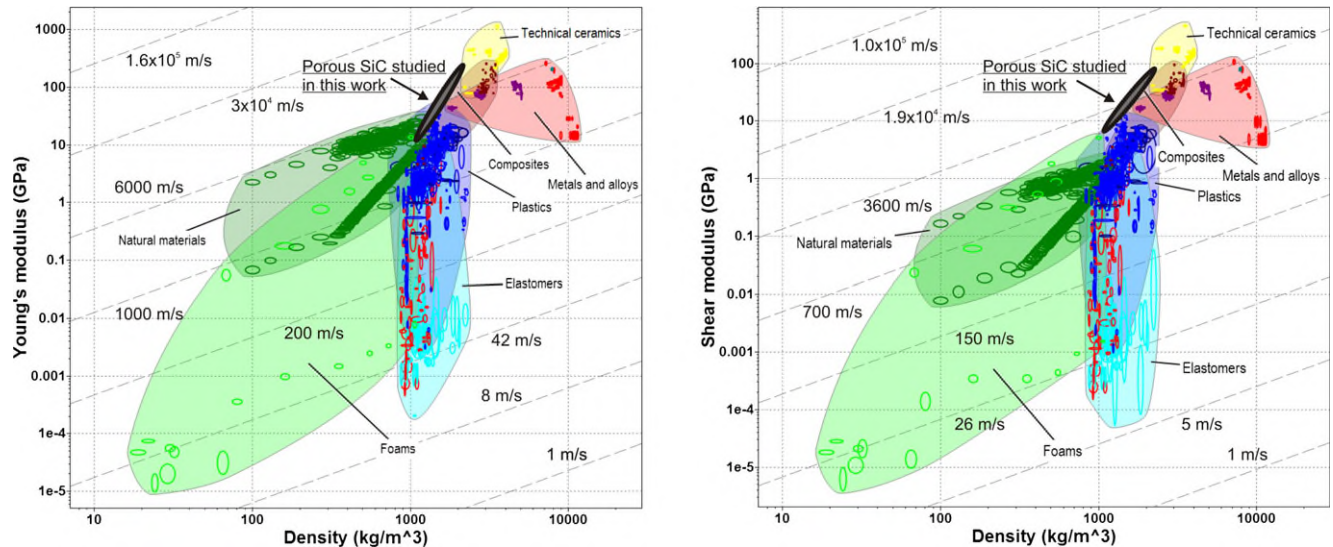 1000
100
10
1
0.1
0.01
0.001
1e-4
1e-5
Young's modulus (GPa)
10
100
1000
10000
Density (kg/m^3)
1.6x10⁵ m/s
3x10⁴ m/s
6000 m/s
1000 m/s
200 m/s
42 m/s
8 m/s
1 m/s
Technical ceramics
Porous SiC studied
in this work
Composites
Metals and alloys
Plastics
Natural materials
Elastomers
Foams
1000
100
10
1
0.1
0.01
0.001
1e-4
1e-5
Shear modulus (GPa)
10
100
1000
10000
Density (kg/m^3)
1.0x10⁵ m/s
1.9x10⁴ m/s
3600 m/s
700 m/s
150 m/s
26 m/s
5 m/s
1 m/s
Technical ceramics
Porous SiC studied
in this work
Composites
Metals and alloys
Plastics
Natural materials
Elastomers
Foams